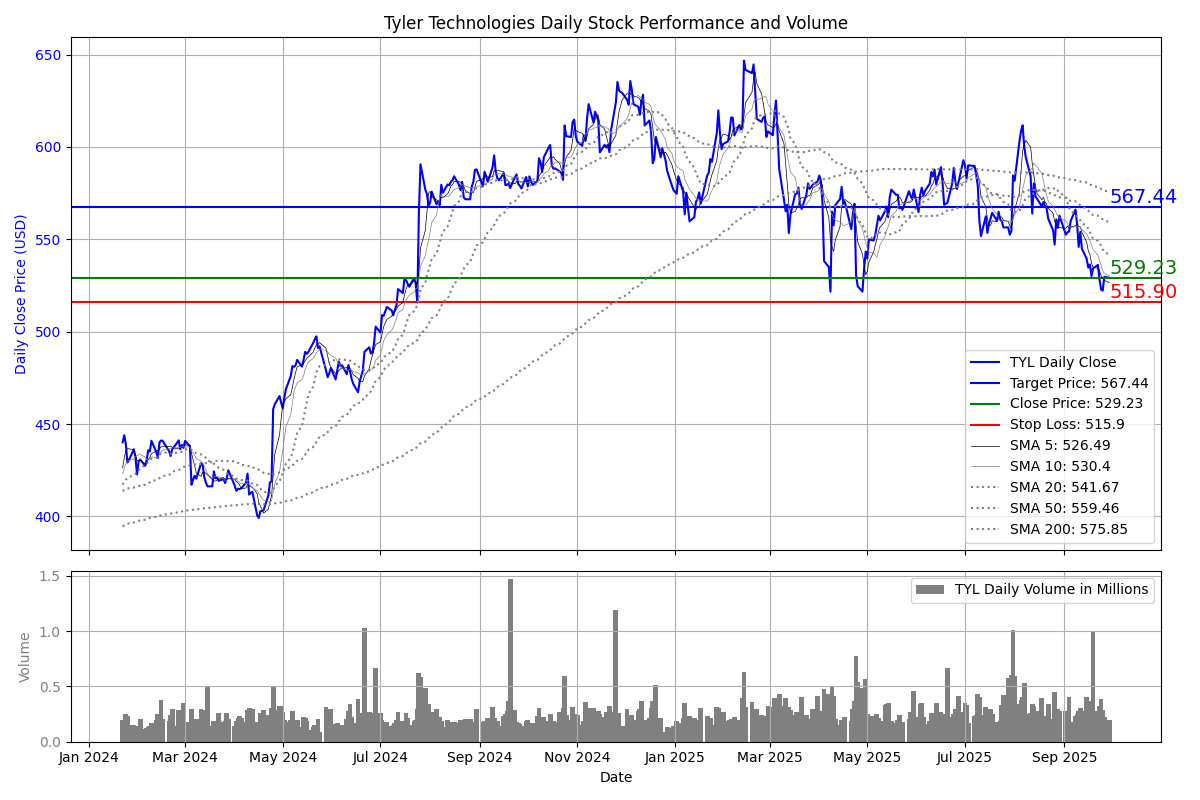 Tyler Technologies Daily Stock Performance and Volume
Daily Close Price (USD)
650
600
550
500
450
400
567.44
529.23
515.90
TYL Daily Close
Target Price: 567.44
Close Price: 529.23
Stop Loss: 515.9
SMA 5: 526.49
SMA 10: 530.4
SMA 20: 541.67
SMA 50: 559.46
SMA 200: 575.85
Volume
1.5
1.0
0.5
0.0
TYL Daily Volume in Millions
Jan 2024 Mar 2024 May 2024 Jul 2024 Sep 2024 Nov 2024 Jan 2025 Mar 2025 May 2025 Jul 2025 Sep 2025
Date